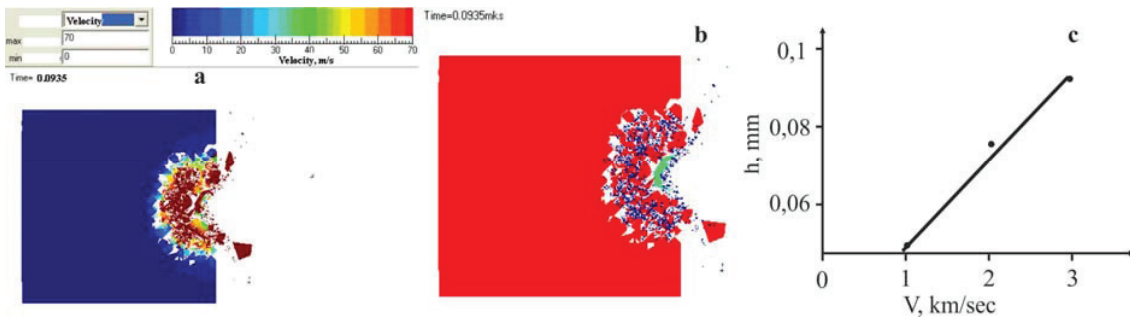 Velocity
max 70
min 0
0 10 20 30 40 50 60 70
Velocity, m/s
Time= 0.0935
a
Time=0.0935mks
b
c
0,1
0,08
0,06
h, mm
0 1 2 3
V, km/sec